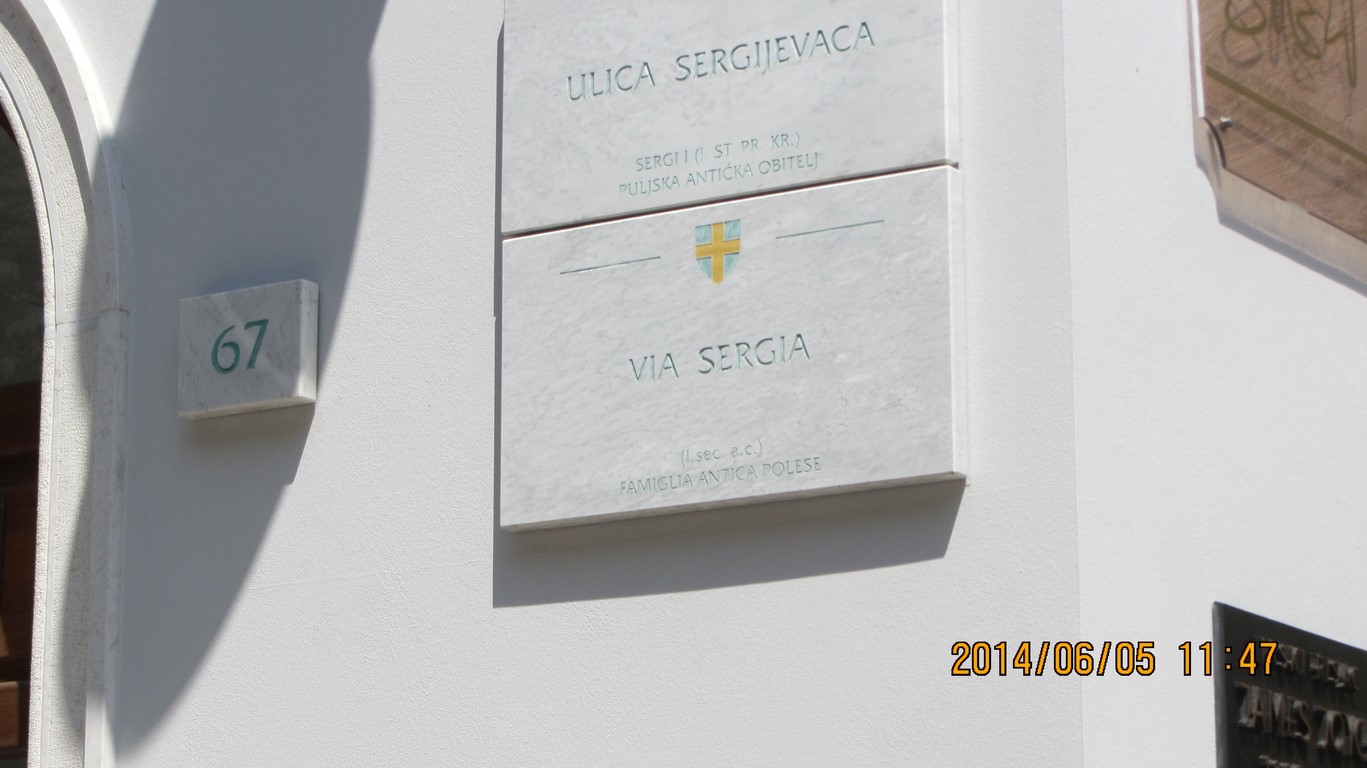 ULICA SERGIJEVACA
SERGI I (I. ST. PR. KR.)
PULJSKA ANTIČKA OBITELJ
67
VIA SERGIA
(I.sec. a.c.)
FAMIGLIA ANTICA POLESE
2014/06/05 11:47